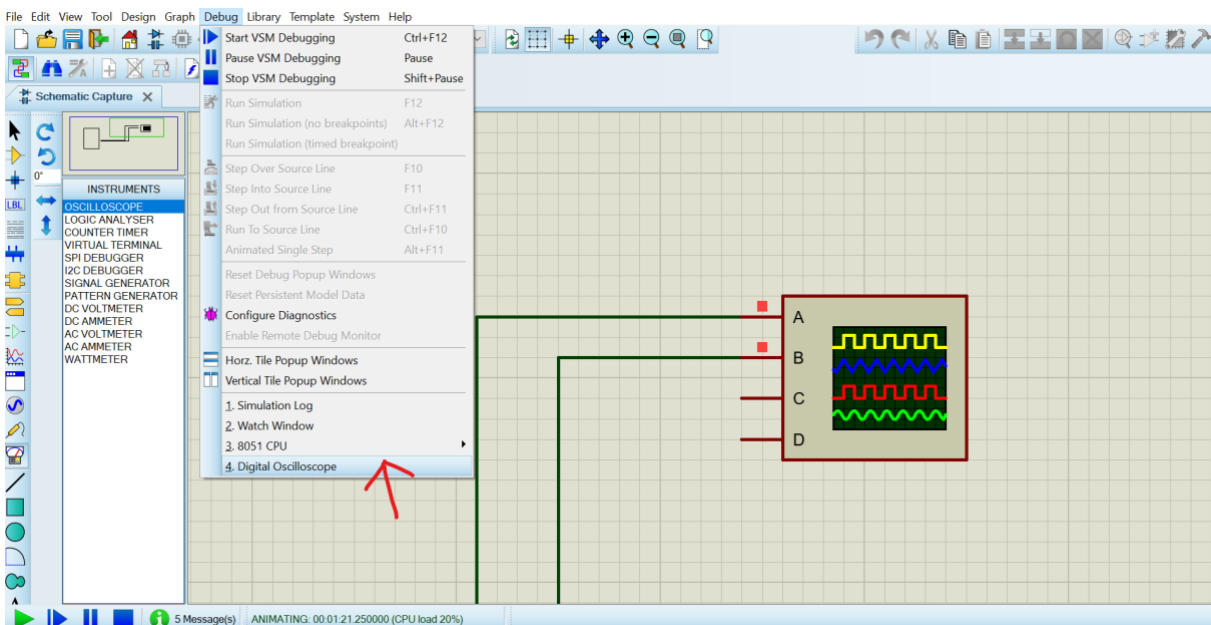 File Edit View Tool Design Graph Debug Library Template System Help
Start VSM Debugging Ctrl+F12
Pause VSM Debugging Pause
Stop VSM Debugging Shift+Pause
Schematic Capture
Run Simulation F12
Run Simulation (no breakpoints) Alt+F12
Run Simulation (timed breakpoint)
Step Over Source Line F10
Step Into Source Line F11
Step Out from Source Line Ctrl+F11
Run To Source Line Ctrl+F10
Animated Single Step Alt+F11
Reset Debug Popup Windows
Reset Persistent Model Data
Configure Diagnostics
Enable Remote Debug Monitor
Horz. Tile Popup Windows
Vertical Tile Popup Windows
1. Simulation Log
2. Watch Window
3. 8051 CPU
4. Digital Oscilloscope
0°
LBL
INSTRUMENTS
OSCILLOSCOPE
LOGIC ANALYSER
COUNTER TIMER
VIRTUAL TERMINAL
SPI DEBUGGER
I2C DEBUGGER
SIGNAL GENERATOR
PATTERN GENERATOR
DC VOLTMETER
DC AMMETER
AC VOLTMETER
AC AMMETER
WATTMETER
A
B
C
D
A
5 Message(s) ANIMATING: 00:01:21.250000 (CPU load 20%)